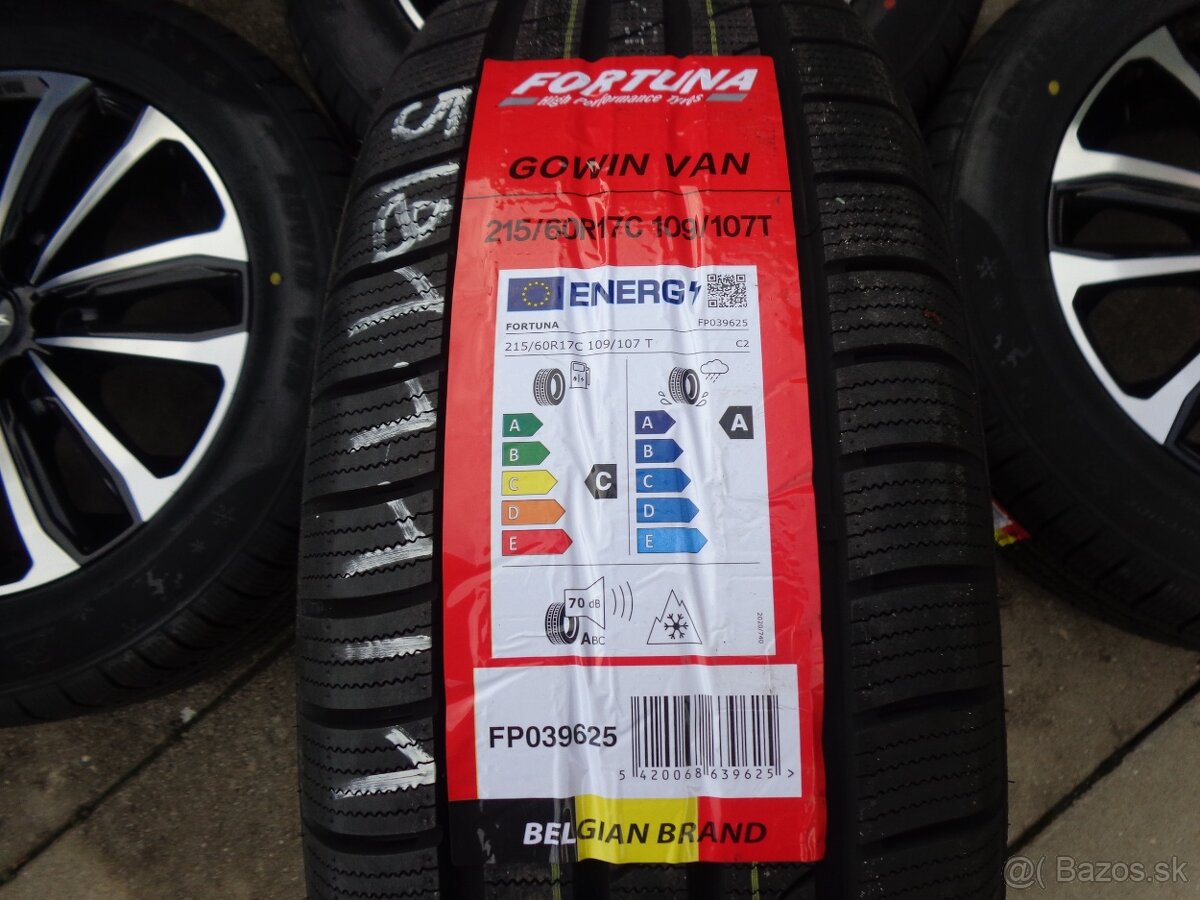 FORTUNA
High Performance Tyres
GOWIN VAN
215/60R17C 109/107T
ENERG
FORTUNA FP039625
215/60R17C 109/107 T C2
A A A
B B
C C C
D D
E E
70 dB
ABC
2020/740
FP039625
5 420068 639625 >
BELGIAN BRAND
@( Bazos.sk